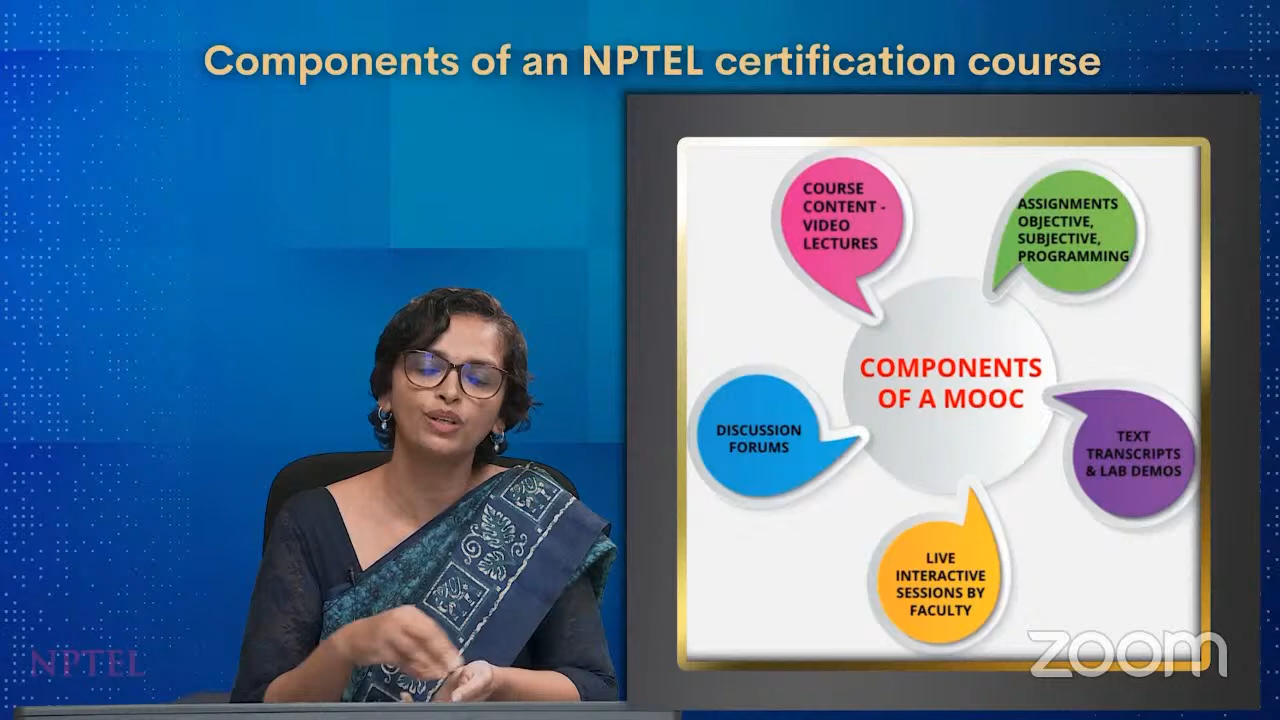 Components of an NPTEL certification course
COURSE
CONTENT -
VIDEO
LECTURES
ASSIGNMENTS
OBJECTIVE,
SUBJECTIVE,
PROGRAMMING
COMPONENTS
OF A MOOC
DISCUSSION
FORUMS
TEXT
TRANSCRIPTS
& LAB DEMOS
LIVE
INTERACTIVE
SESSIONS BY
FACULTY
NPTEL
zoom